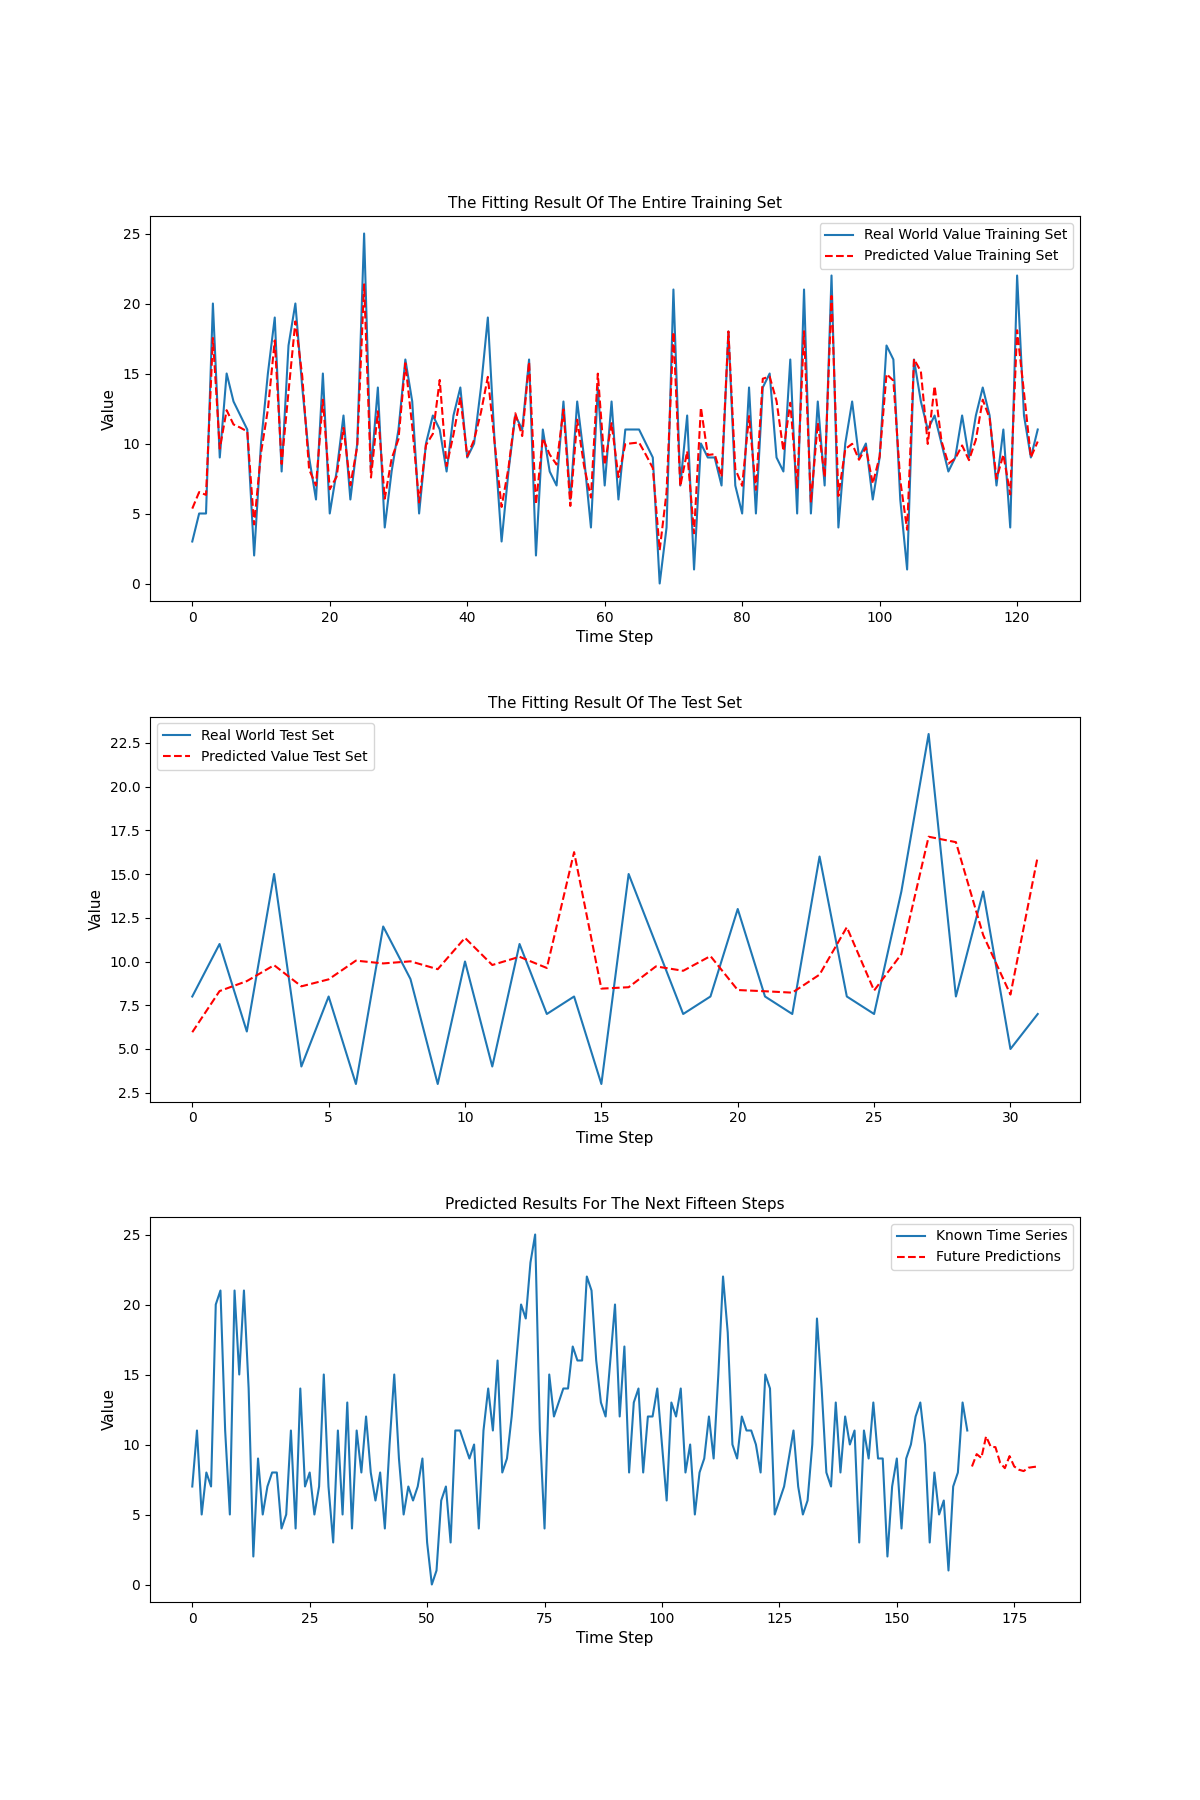 The Fitting Result Of The Entire Training Set
Real World Value Training Set
Predicted Value Training Set
Value
25
20
15
10
5
0
0 20 40 60 80 100 120
Time Step
The Fitting Result Of The Test Set
Real World Test Set
Predicted Value Test Set
Value
22.5
20.0
17.5
15.0
12.5
10.0
7.5
5.0
2.5
0 5 10 15 20 25 30
Time Step
Predicted Results For The Next Fifteen Steps
Known Time Series
Future Predictions
Value
25
20
15
10
5
0
0 25 50 75 100 125 150 175
Time Step